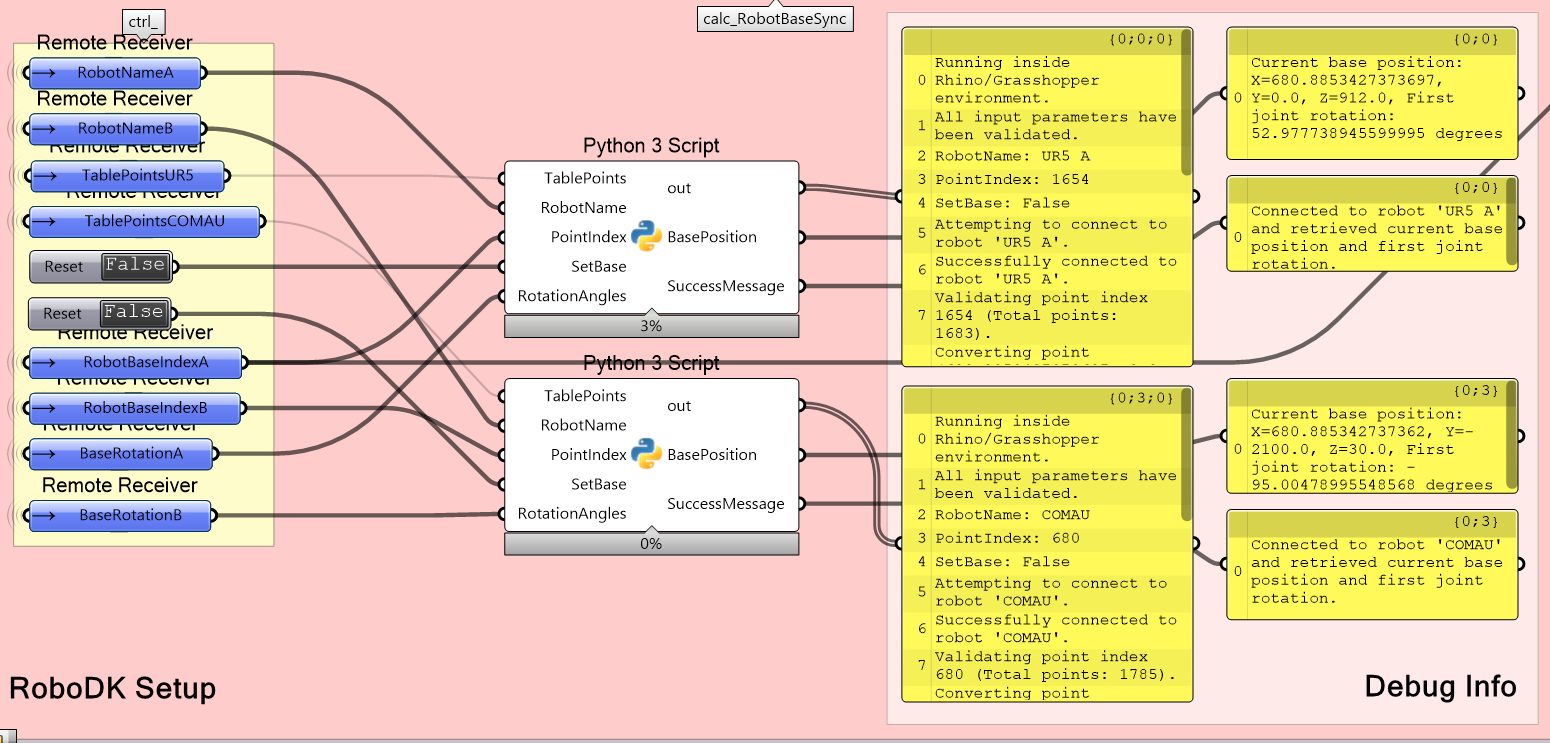 ctrl_
calc_RobotBaseSync
Remote Receiver
RobotNameA
Remote Receiver
RobotNameB
Remote Receiver
TablePointsUR5
Remote Receiver
TablePointsCOMAU
Reset False
Reset False
Remote Receiver
RobotBaseIndexA
Remote Receiver
RobotBaseIndexB
Remote Receiver
BaseRotationA
Remote Receiver
BaseRotationB
Python 3 Script
TablePoints
RobotName
PointIndex
SetBase
RotationAngles
out
BasePosition
SuccessMessage
3%
Python 3 Script
TablePoints
RobotName
PointIndex
SetBase
RotationAngles
out
BasePosition
SuccessMessage
0%
{0;0;0}
0 Running inside
Rhino/Grasshopper
environment.
1 All input parameters have
been validated.
2 RobotName: UR5 A
3 PointIndex: 1654
4 SetBase: False
5 Attempting to connect to
robot 'UR5 A'.
6 Successfully connected to
robot 'UR5 A'.
7 Validating point index
1654 (Total points:
1683).
Converting point
{0;0}
0 Current base position:
X=680.8853427373697,
Y=0.0, Z=912.0, First
joint rotation:
52.977738945599995 degrees
{0;0}
0 Connected to robot 'UR5 A'
and retrieved current base
position and first joint
rotation.
{0;3;0}
0 Running inside
Rhino/Grasshopper
environment.
1 All input parameters have
been validated.
2 RobotName: COMAU
3 PointIndex: 680
4 SetBase: False
5 Attempting to connect to
robot 'COMAU'.
6 Successfully connected to
robot 'COMAU'.
7 Validating point index
680 (Total points: 1785).
Converting point
{0;3}
0 Current base position:
X=680.885342737362, Y=-
2100.0, Z=30.0, First
joint rotation: -
95.00478995548568 degrees
{0;3}
0 Connected to robot 'COMAU'
and retrieved current base
position and first joint
rotation.
RoboDK Setup
Debug Info